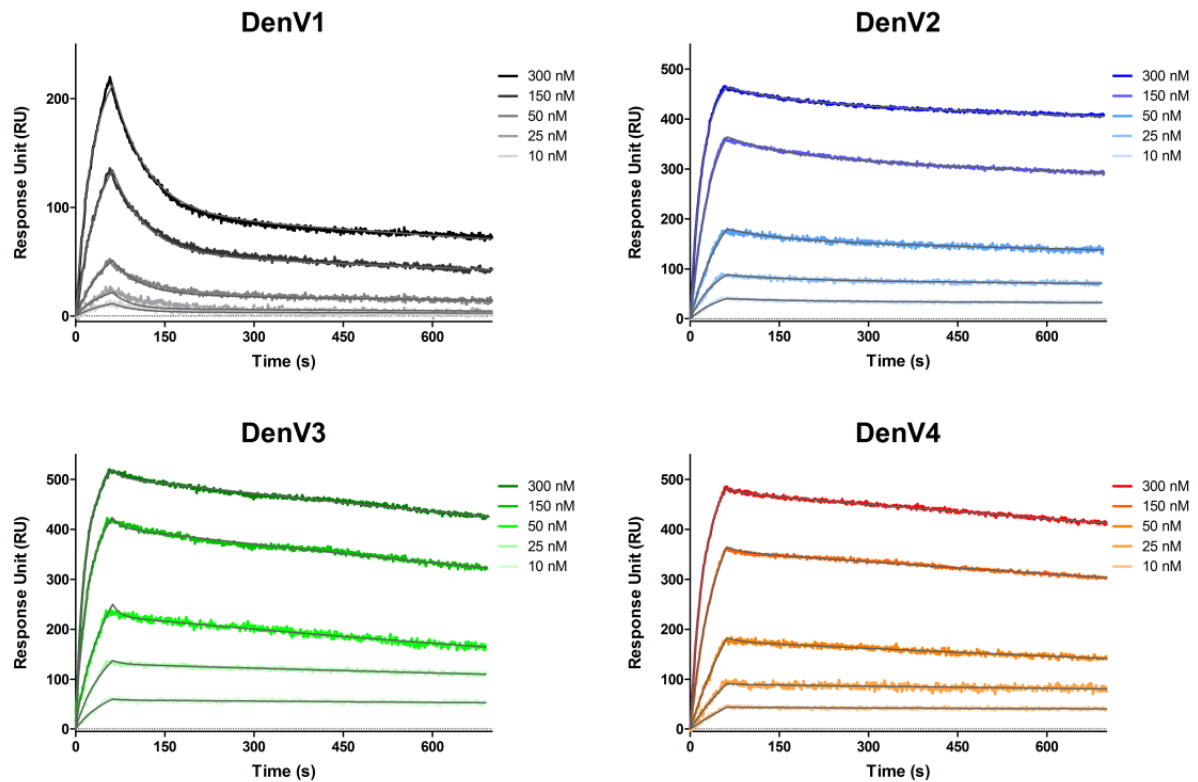 DenV1
Response Unit (RU)
200
100
0
0 150 300 450 600
Time (s)
300 nM
150 nM
50 nM
25 nM
10 nM
DenV2
Response Unit (RU)
500
400
300
200
100
0
0 150 300 450 600
Time (s)
300 nM
150 nM
50 nM
25 nM
10 nM
DenV3
Response Unit (RU)
500
400
300
200
100
0
0 150 300 450 600
Time (s)
300 nM
150 nM
50 nM
25 nM
10 nM
DenV4
Response Unit (RU)
500
400
300
200
100
0
0 150 300 450 600
Time (s)
300 nM
150 nM
50 nM
25 nM
10 nM